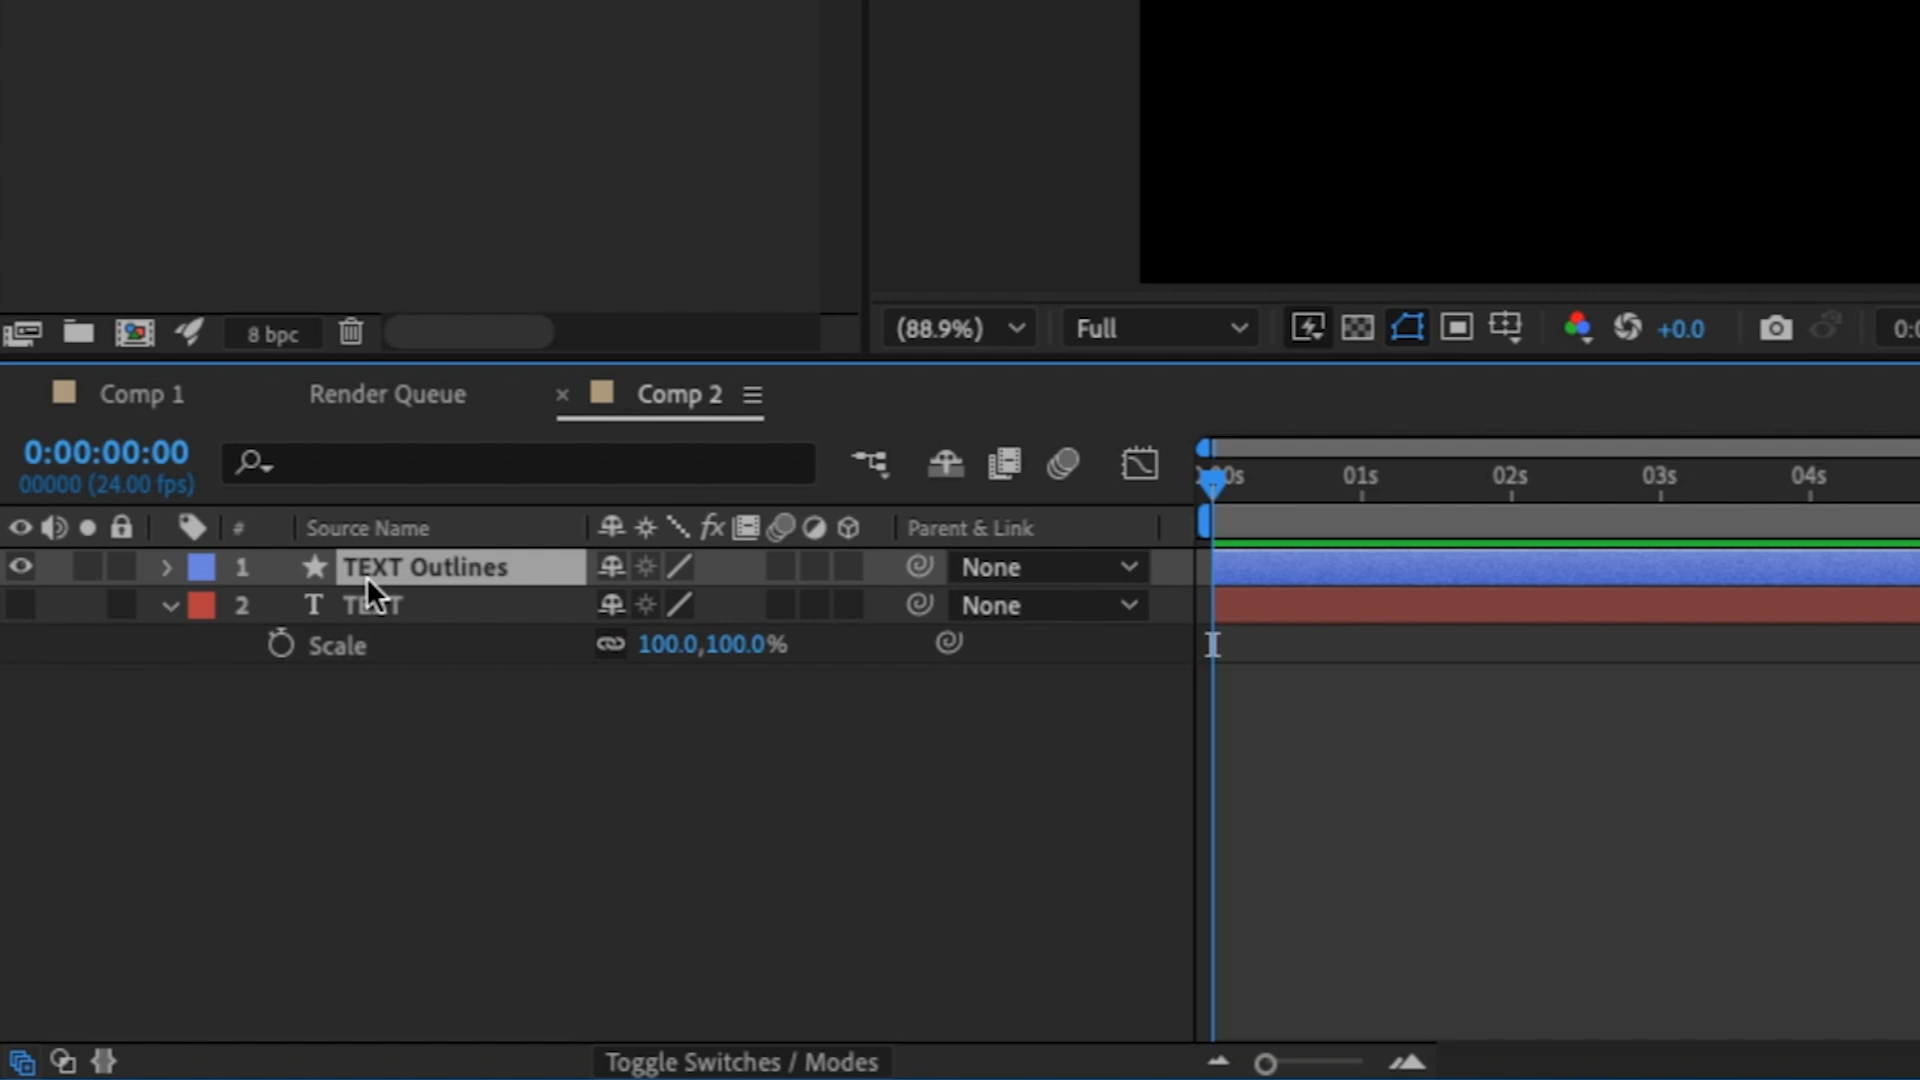 8 bpc
(88.9%)
Full
+0.0
Comp 1
Render Queue
Comp 2
0:00:00:00
00000 (24.00 fps)
01s
02s
03s
04s
#
Source Name
fx
Parent & Link
1
TEXT Outlines
None
2
TEXT
None
Scale
100.0,100.0%
Toggle Switches / Modes